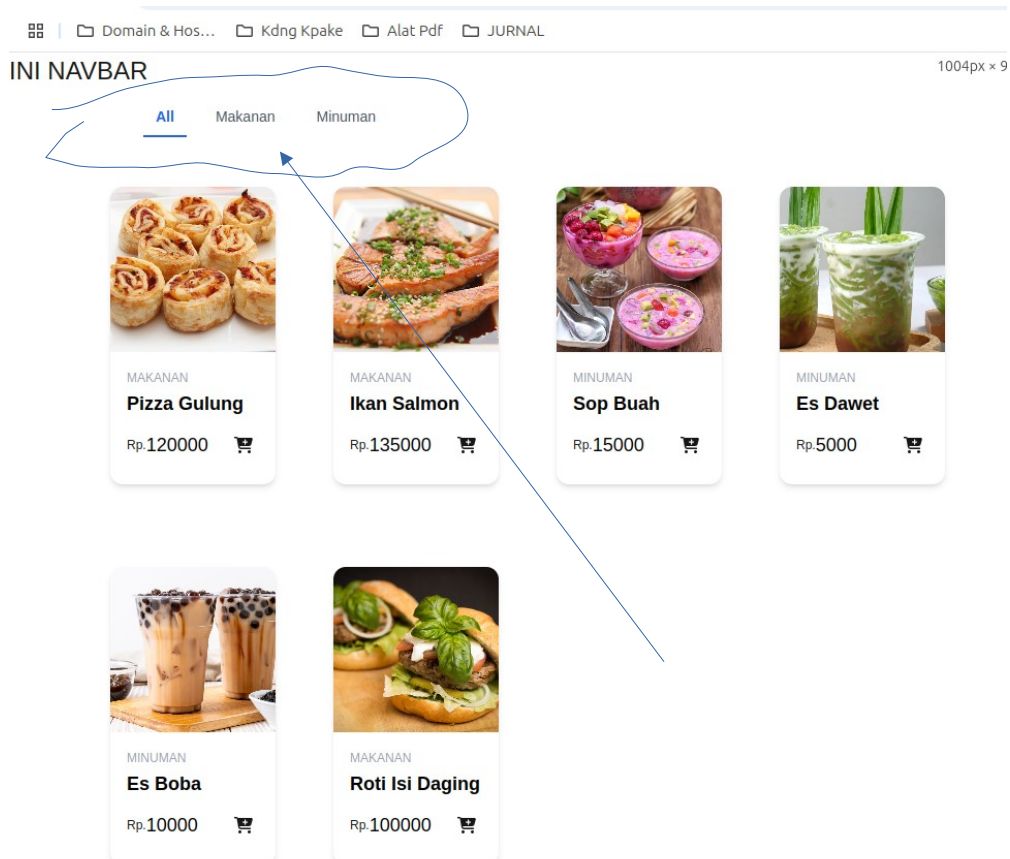 Domain & Hos... Kdng Kpake Alat Pdf JURNAL
INI NAVBAR
1004px × 9
All Makanan Minuman
MAKANAN MAKANAN MINUMAN MINUMAN
Pizza Gulung Ikan Salmon Sop Buah Es Dawet
Rp.120000 Rp.135000 Rp.15000 Rp.5000
MINUMAN MAKANAN
Es Boba Roti Isi Daging
Rp.10000 Rp.100000